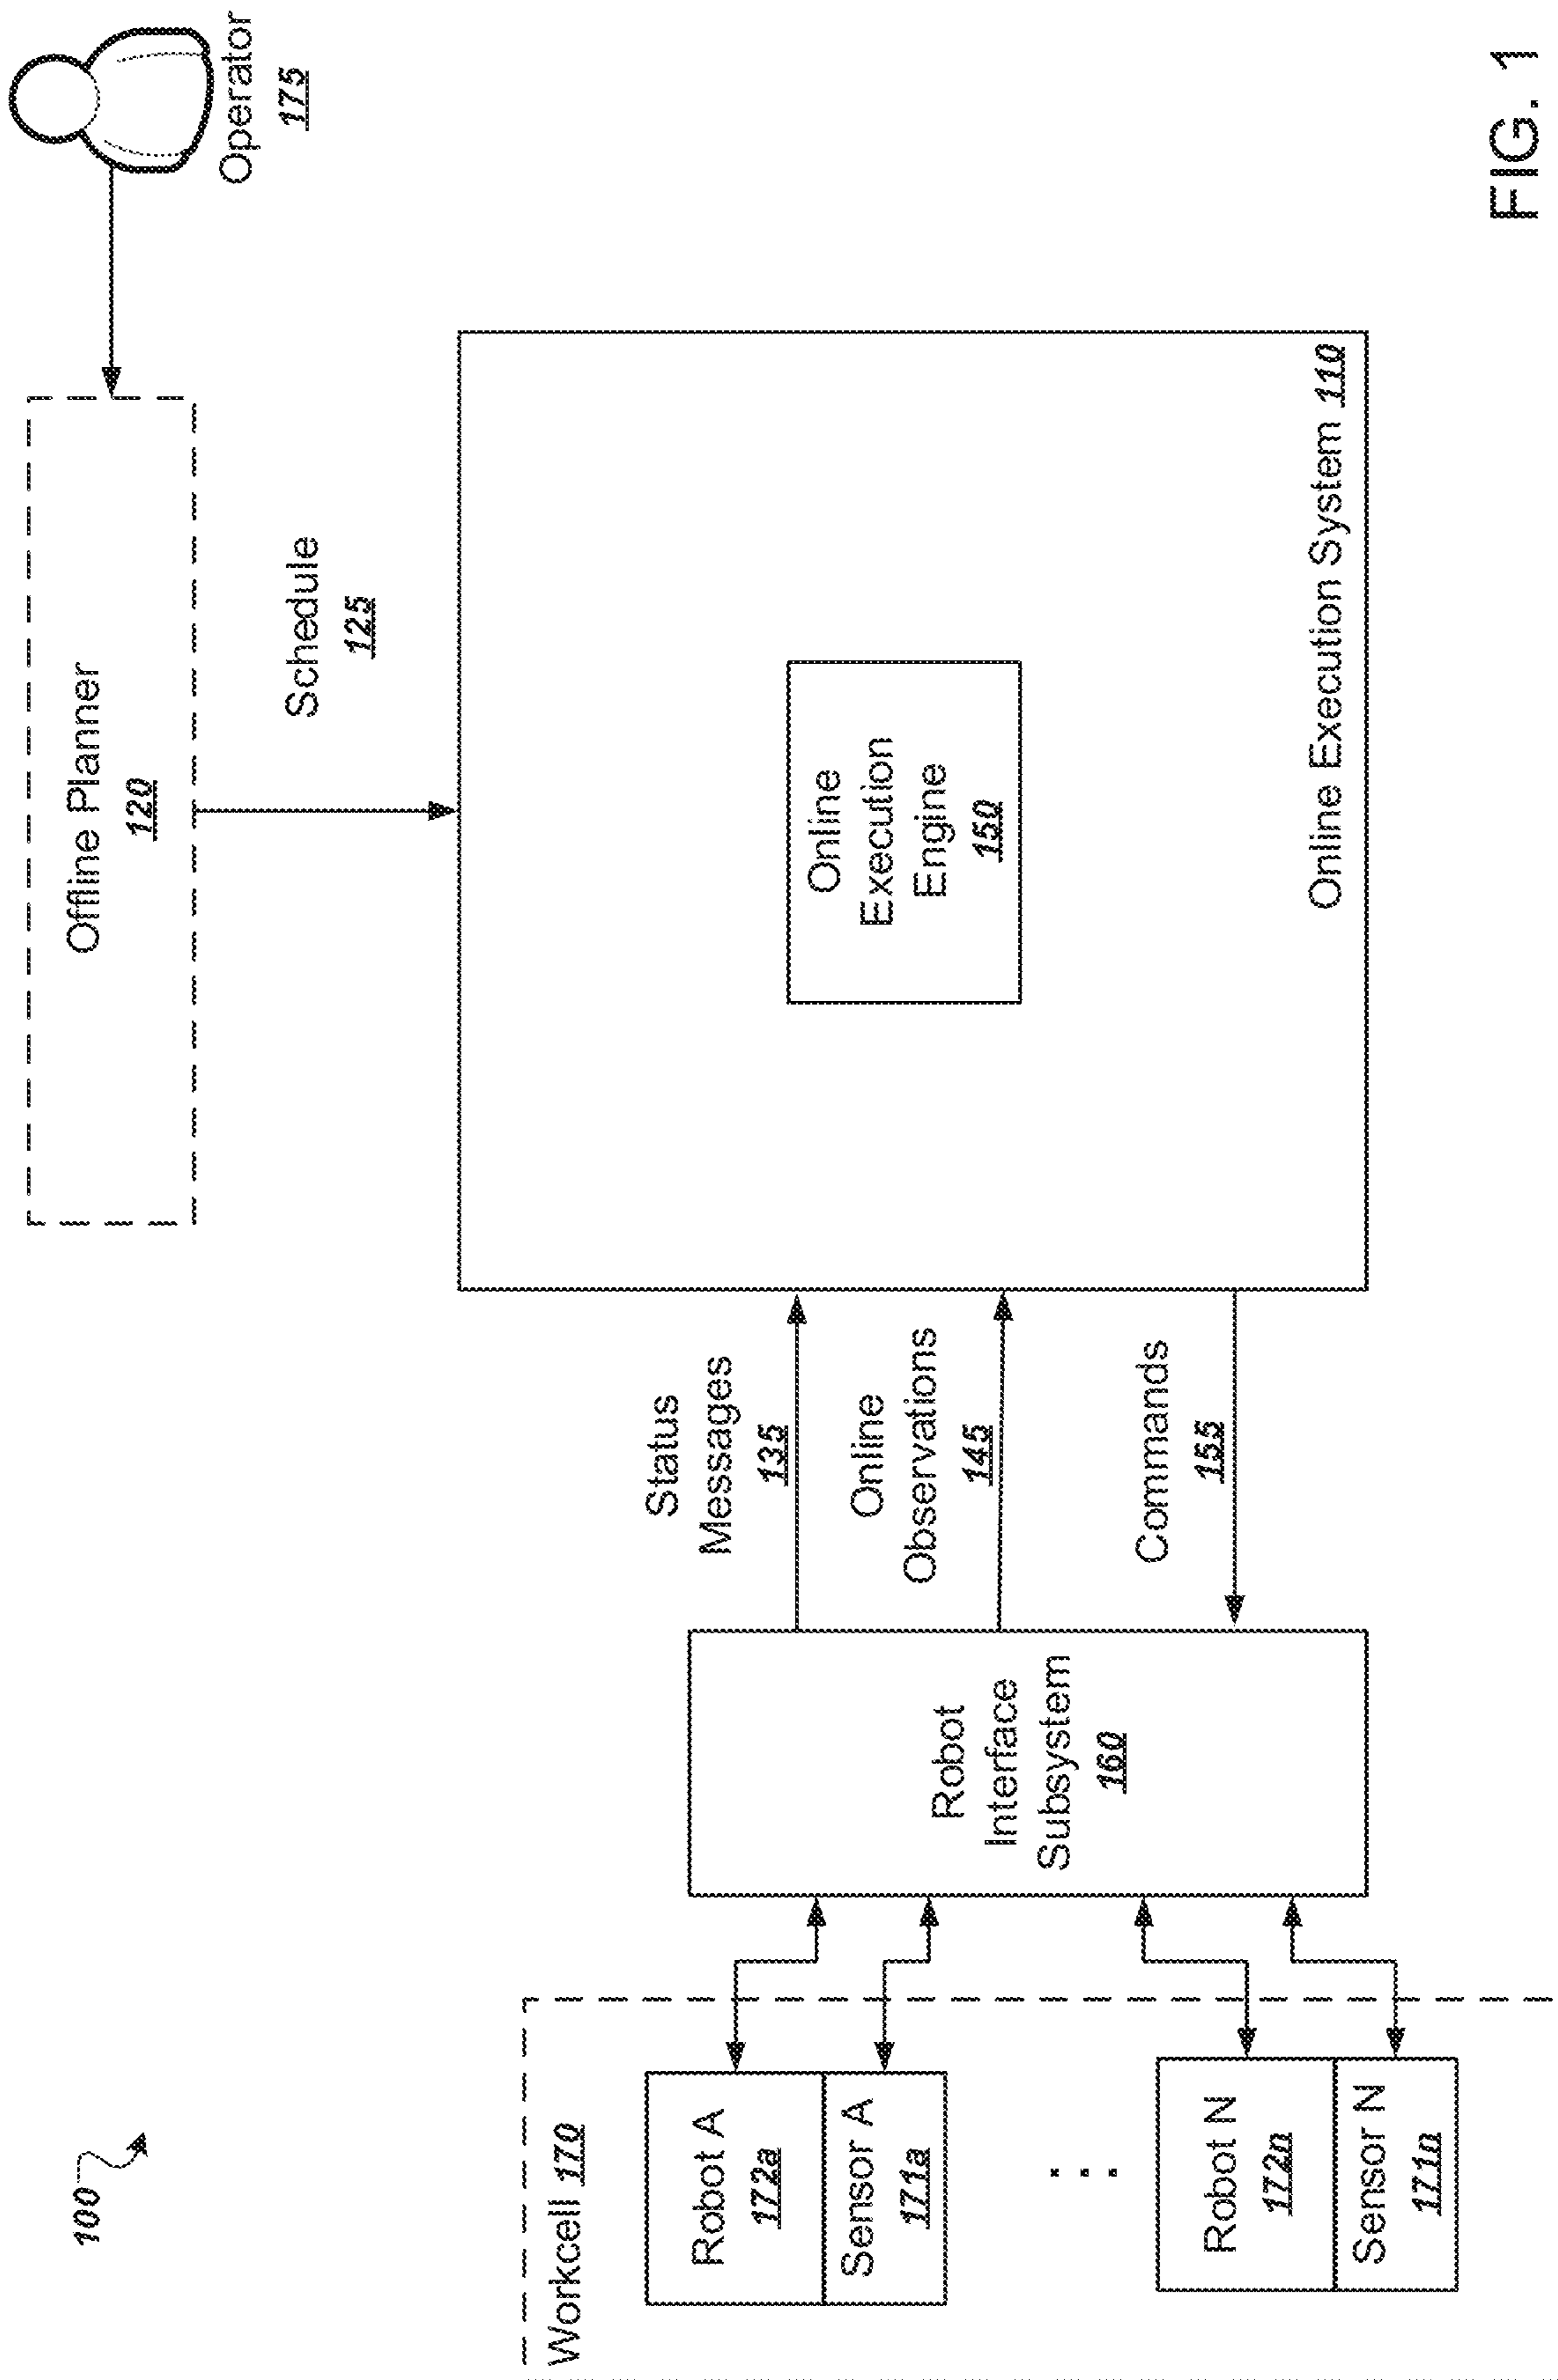 100
Operator
175
Offline Planner
120
Schedule
125
Online
Execution
Engine
150
Online Execution System 110
Status
Messages
135
Online
Observations
145
Commands
155
Robot
Interface
Subsystem
160
Workcell 170
Robot A
172a
Sensor A
171a
. . .
Robot N
172n
Sensor N
171n
FIG. 1